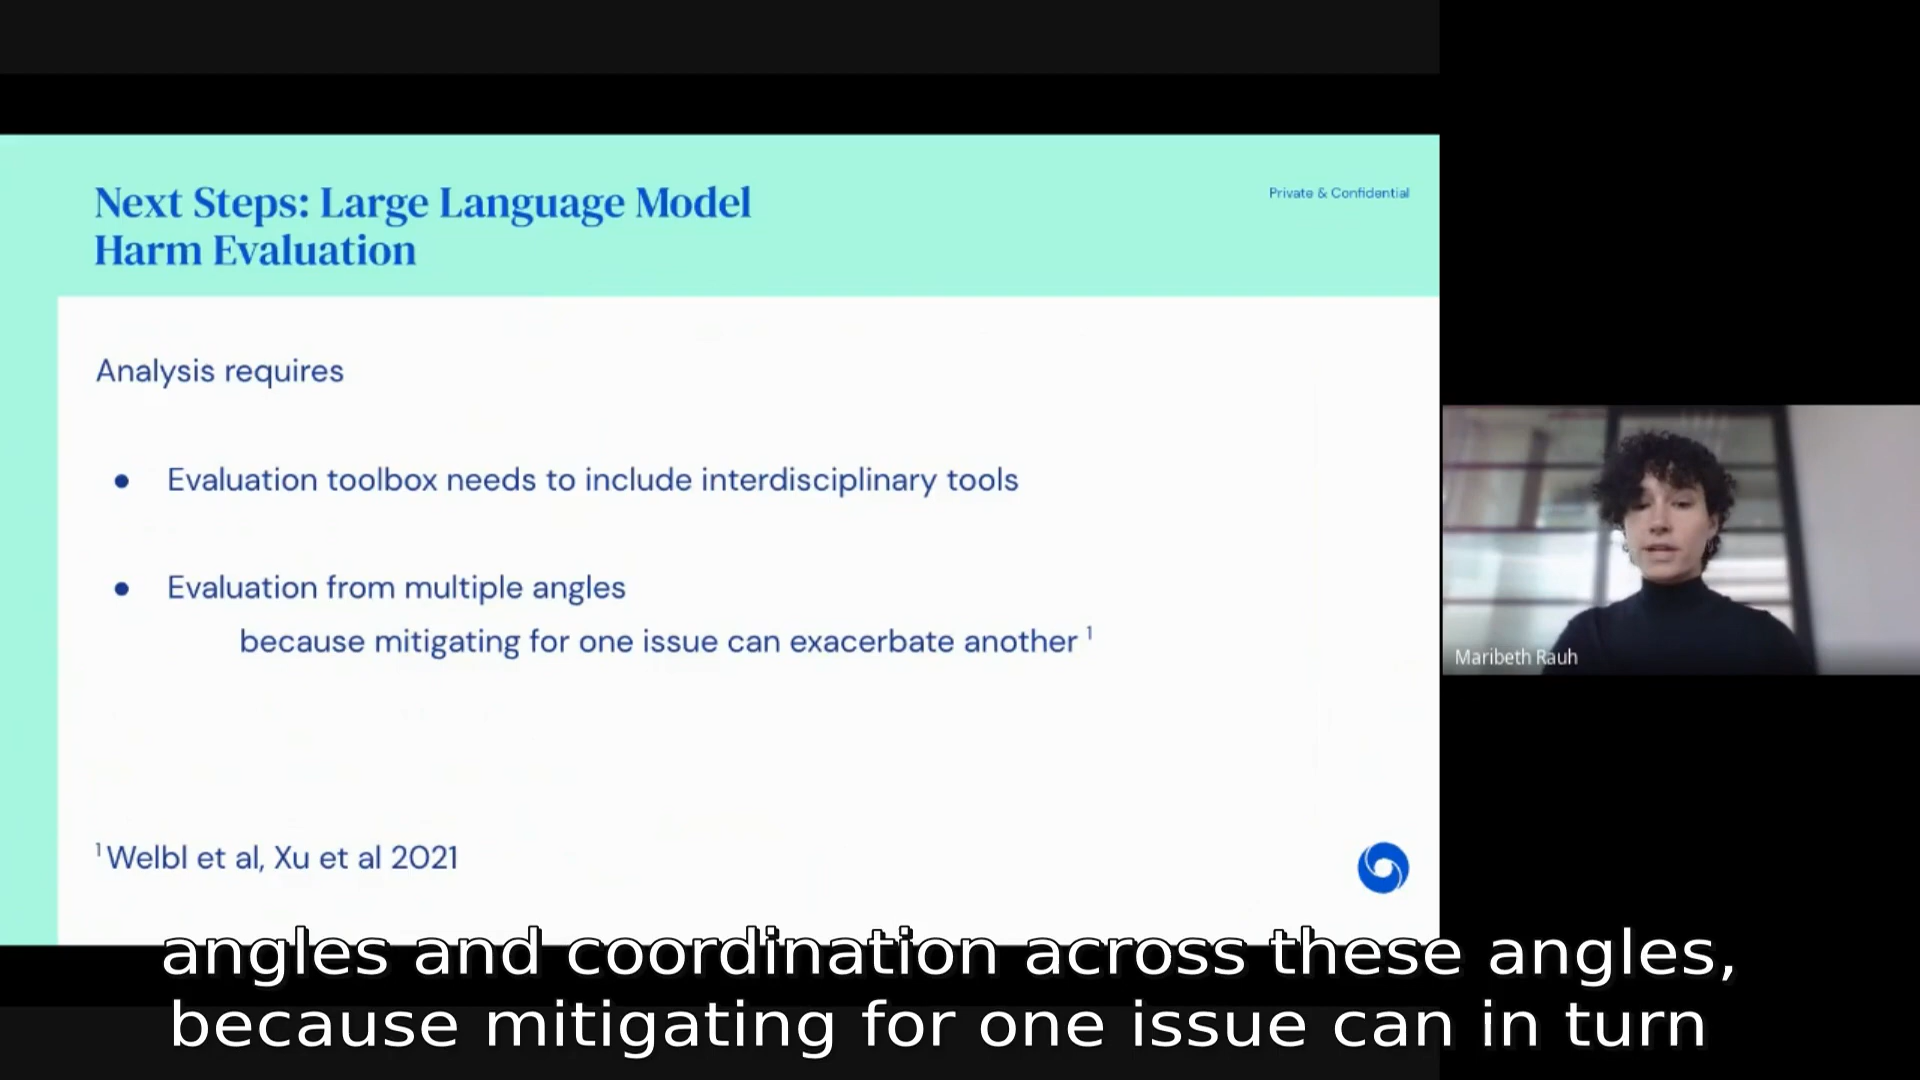 Next Steps: Large Language Model
Harm Evaluation
Private & Confidential
Analysis requires
● Evaluation toolbox needs to include interdisciplinary tools
● Evaluation from multiple angles
because mitigating for one issue can exacerbate another ¹
¹ Welbl et al, Xu et al 2021
Maribeth Rauh
angles and coordination across these angles,
because mitigating for one issue can in turn